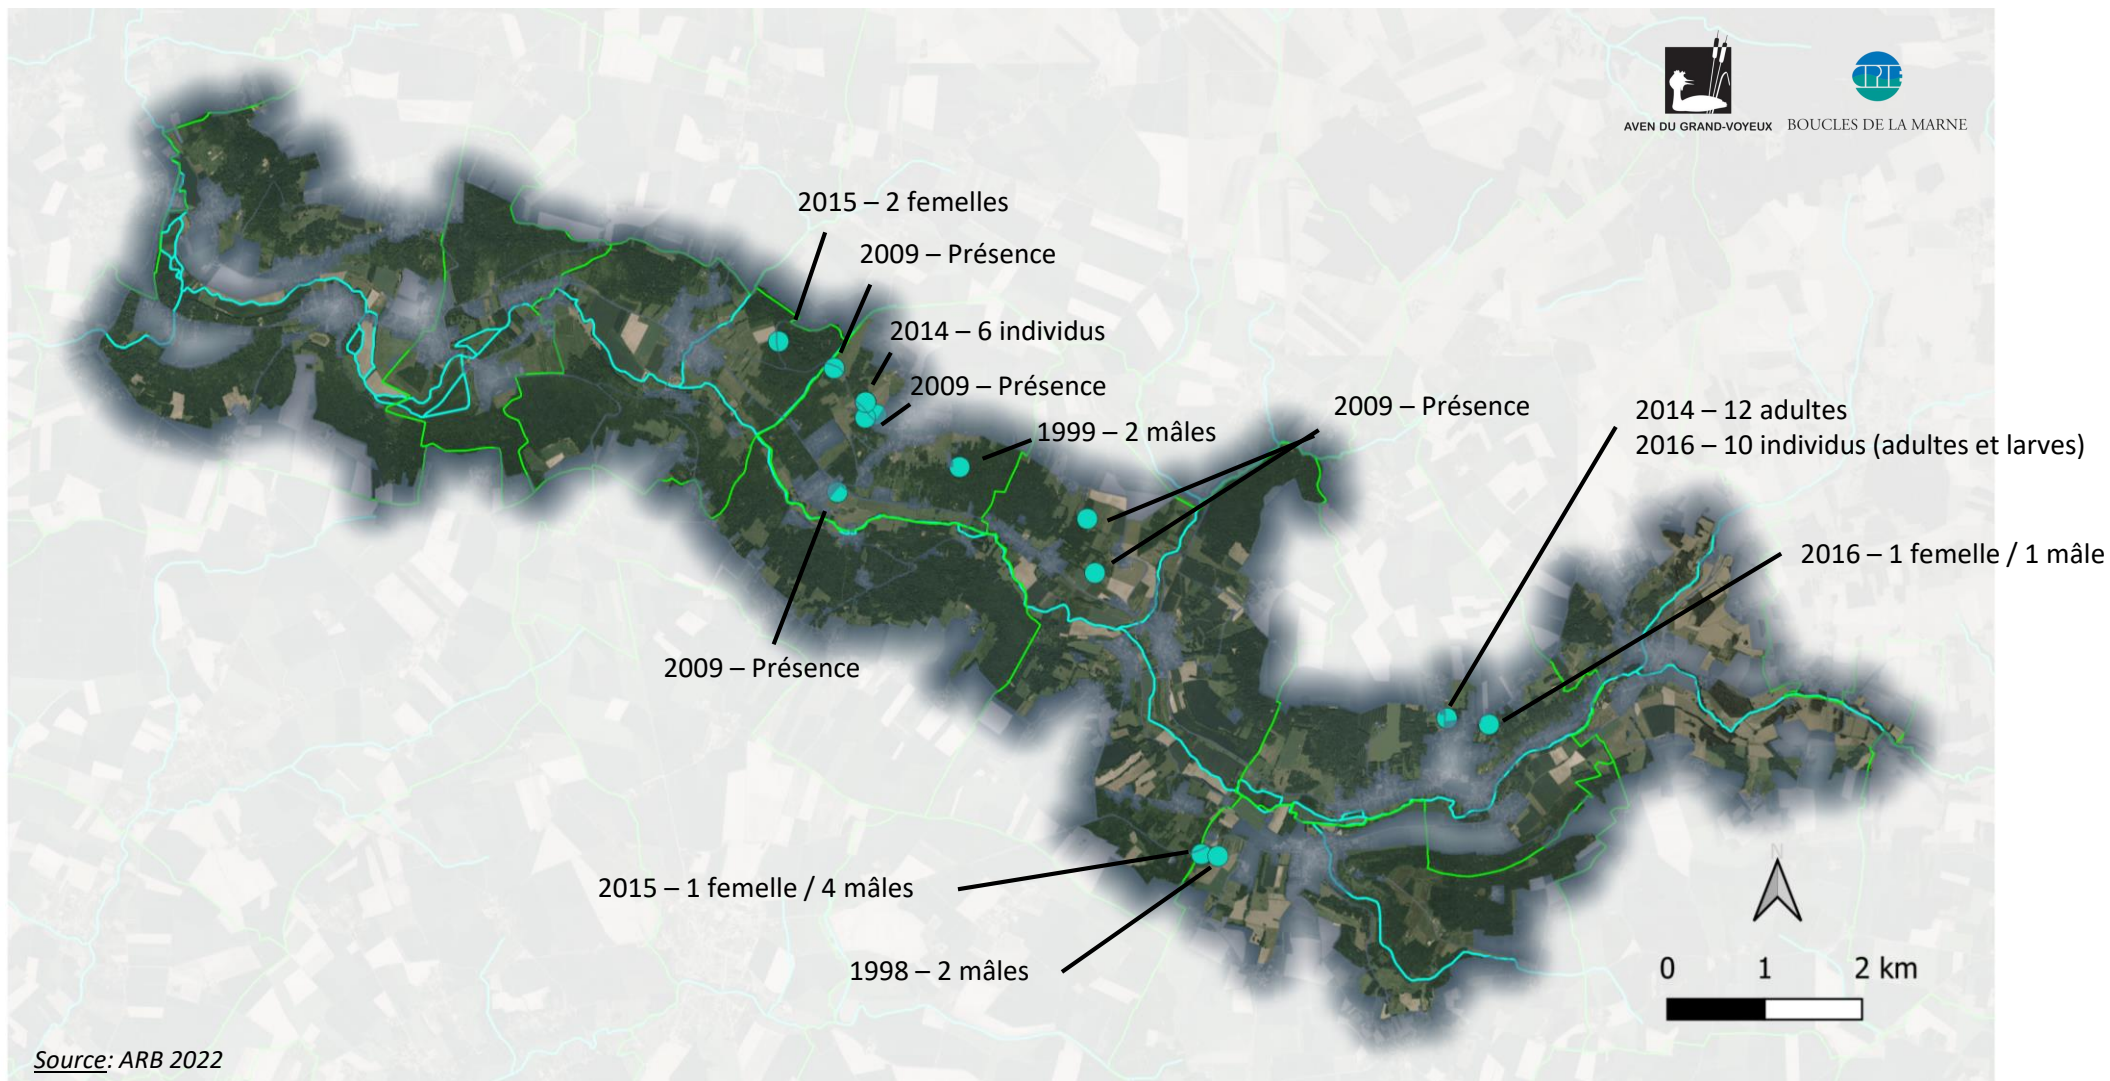 AVEN DU GRAND-VOYEUX
CPIE
BOUCLES DE LA MARNE
2015 – 2 femelles
2009 – Présence
2014 – 6 individus
2009 – Présence
1999 – 2 mâles
2009 – Présence
2014 – 12 adultes
2016 – 10 individus (adultes et larves)
2016 – 1 femelle / 1 mâle
2009 – Présence
2015 – 1 femelle / 4 mâles
1998 – 2 mâles
N
0 1 2 km
Source: ARB 2022